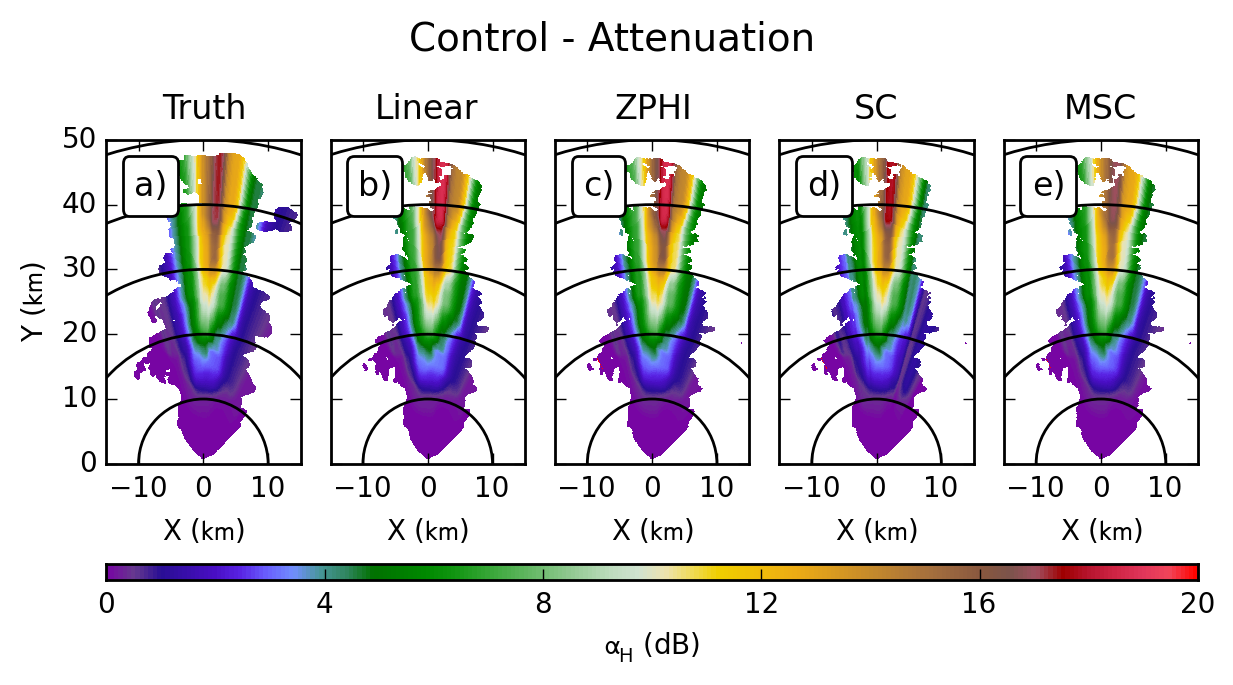 Control - Attenuation
Truth Linear ZPHI SC MSC
a) b) c) d) e)
50
40
30
20
10
0
Y (km)
−10 0 10 −10 0 10 −10 0 10 −10 0 10 −10 0 10
X (km) X (km) X (km) X (km) X (km)
0 4 8 12 16 20
αH (dB)